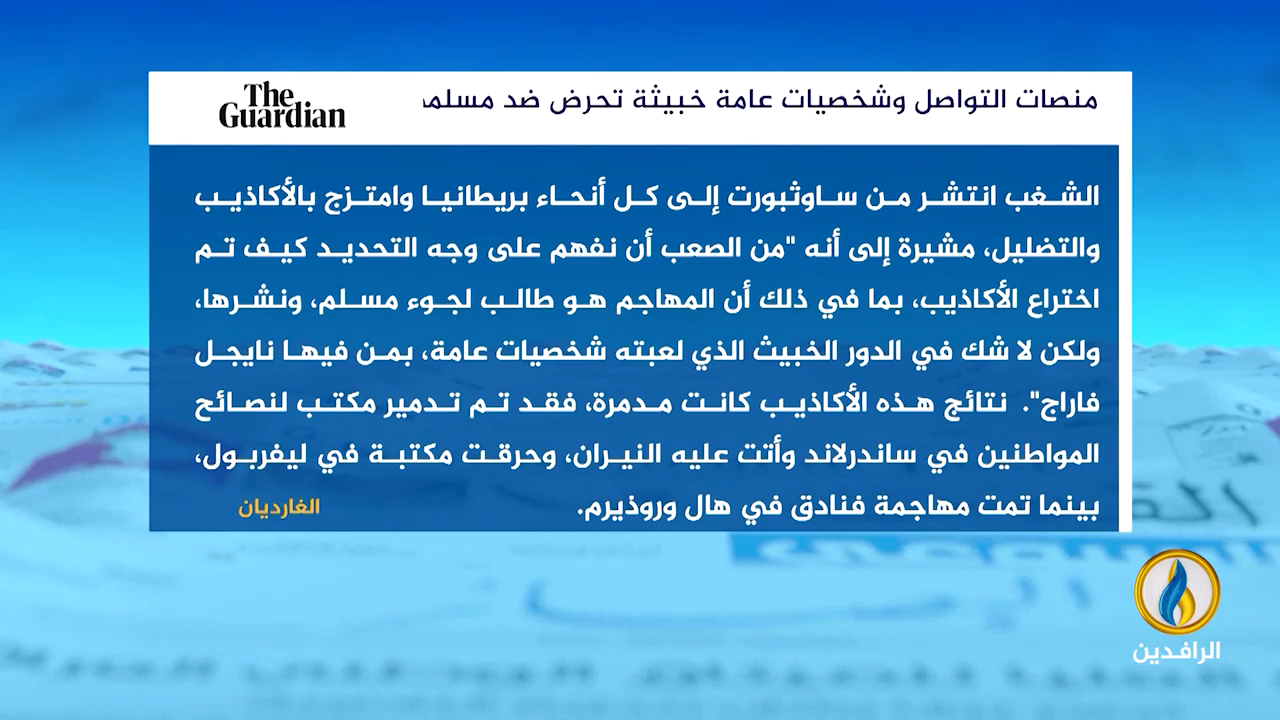 منصات التواصل وشخصيات عامة خبيثة تحرض ضد
The
Guardian
الشغب انتشر من ساوثبورت إلى كل أنحاء بريطانيا وامتزج بالأكاذيب
والتضليل، مشيرة إلى أنه "من الصعب أن نفهم على وجه التحديد كيف تم
اختراع الأكاذيب، بما في ذلك أن المهاجم هو طالب لجوء مسلم، ونشرها،
ولكن لا شك في الدور الخبيث الذي لعبته شخصيات عامة، بمن فيها نايجل
فاراج". نتائج هذه الأكاذيب كانت مدمرة، فقد تم تدمير مكتب لنصائح
المواطنين في ساندرلاند وأتت عليه النيران، وحرقت مكتبة في ليفربول،
بينما تمت مهاجمة فنادق في هال وروذيرم.
الغارديان
الرافدين